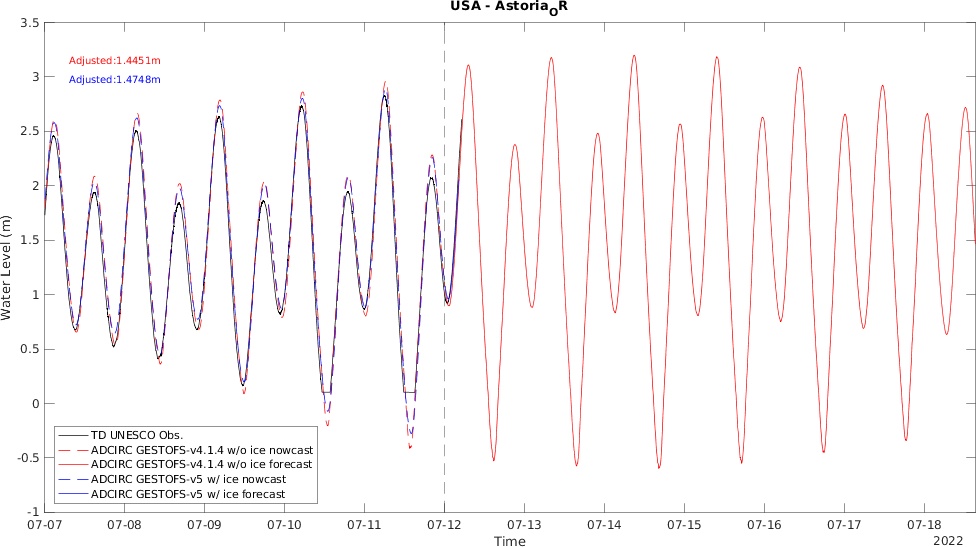 USA - AstoriaOR
3.5
3
2.5
2
1.5
1
0.5
0
-0.5
-1
Water Level (m)
Adjusted:1.4451m
Adjusted:1.4748m
TD UNESCO Obs.
ADCIRC GESTOFS-v4.1.4 w/o ice nowcast
ADCIRC GESTOFS-v4.1.4 w/o ice forecast
ADCIRC GESTOFS-v5 w/ ice nowcast
ADCIRC GESTOFS-v5 w/ ice forecast
07-07 07-08 07-09 07-10 07-11 07-12 07-13 07-14 07-15 07-16 07-17 07-18
Time
2022